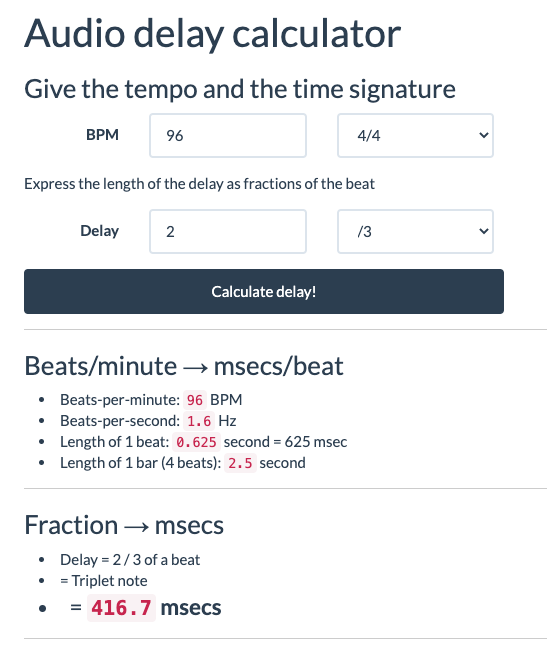 Audio delay calculator
Give the tempo and the time signature
BPM 96 4/4
Express the length of the delay as fractions of the beat
Delay 2 /3
Calculate delay!
Beats/minute → msecs/beat
• Beats-per-minute: 96 BPM
• Beats-per-second: 1.6 Hz
• Length of 1 beat: 0.625 second = 625 msec
• Length of 1 bar (4 beats): 2.5 second
Fraction → msecs
• Delay = 2 / 3 of a beat
• = Triplet note
• = 416.7 msecs